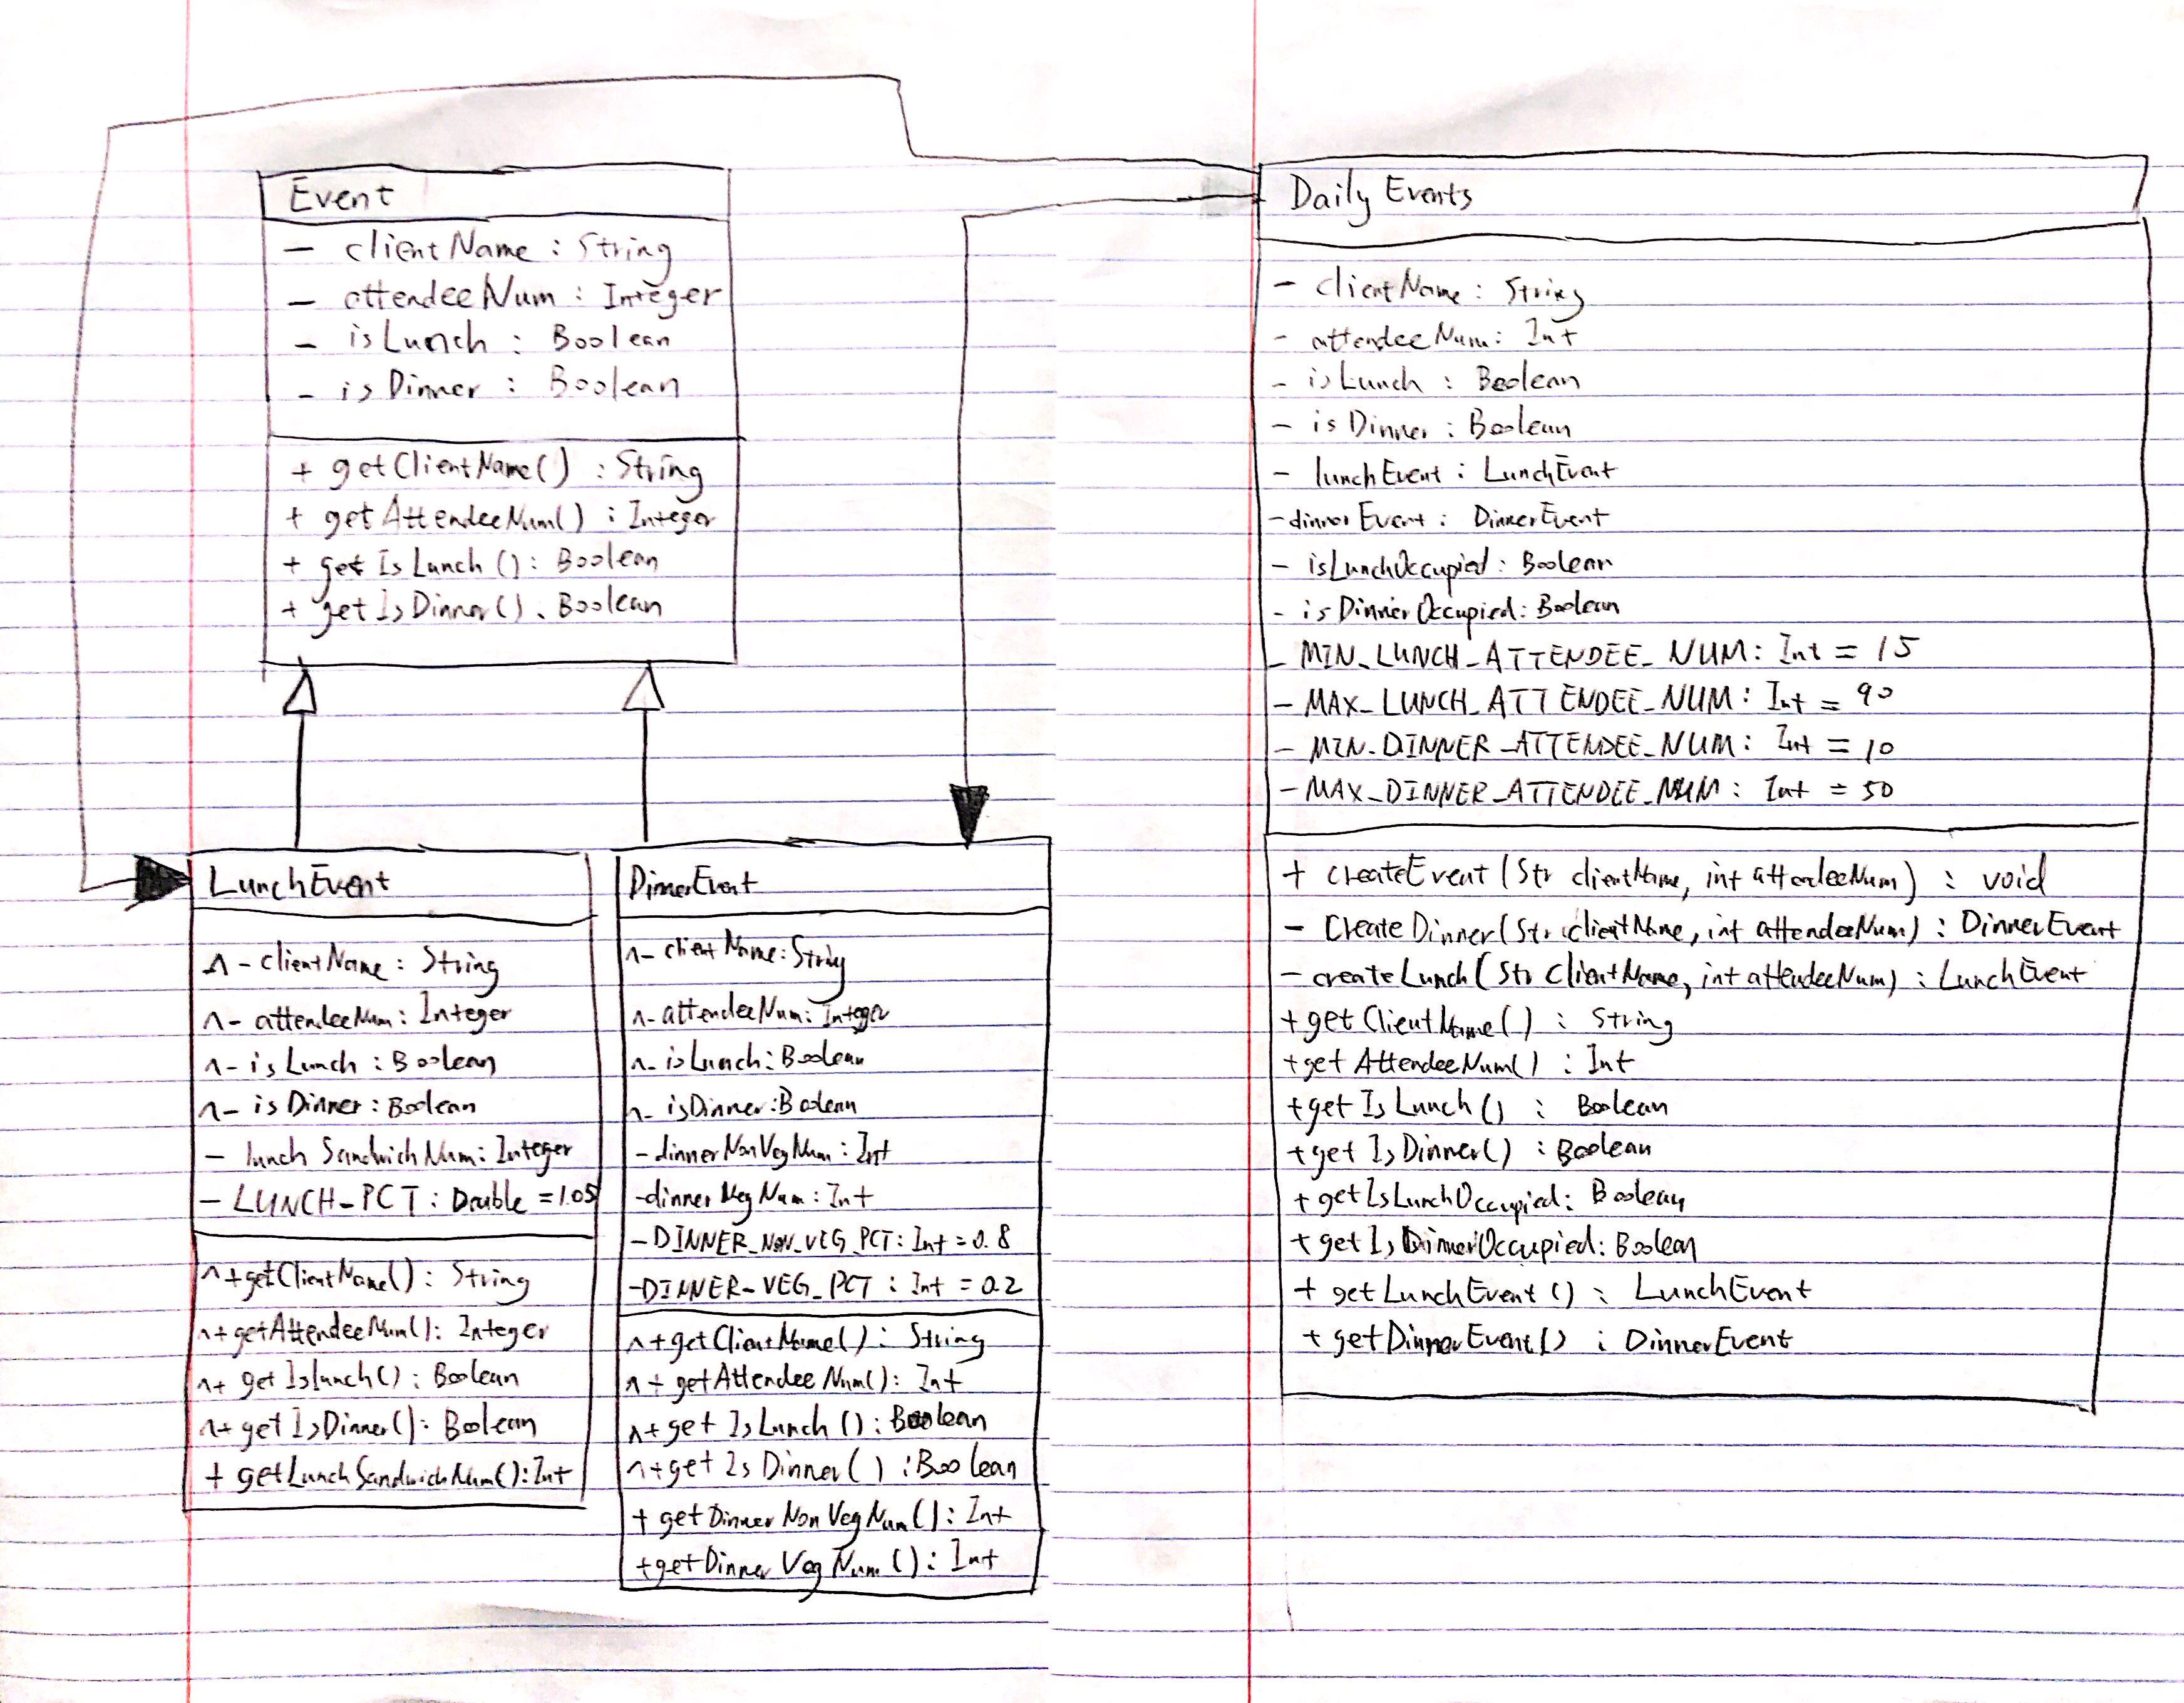 Event
- clientName : String
- attendeeNum : Integer
- isLunch : Boolean
- isDinner : Boolean
+ getClientName() : String
+ getAttendeeNum() : Integer
+ getIsLunch() : Boolean
+ getIsDinner() . Boolean
LunchEvent
^ - clientName : String
^ - attendeeNum : Integer
^ - isLunch : Boolean
^ - isDinner : Boolean
- lunchSandwichNum : Integer
- LUNCH_PCT : Double = 1.05
^ + getClientName() : String
^ + getAttendeeNum() : Integer
^ + getIslunch() : Boolean
^ + getIsDinner() : Boolean
+ getLunchSandwichNum() : Int
DinnerEvent
^ - clientName : String
^ - attendeeNum : Integer
^ - isLunch : Boolean
^ - isDinner : Boolean
- dinnerNonVegNum : Int
- dinnerVegNum : Int
- DINNER_NON_VEG_PCT : Int = 0.8
- DINNER_VEG_PCT : Int = 0.2
^ + getClientName() : String
^ + getAttendeeNum() : Int
^ + getIsLunch() : Boolean
^ + getIsDinner() : Boolean
+ getDinnerNonVegNum() : Int
+ getDinnerVegNum() : Int
Daily Events
- clientName : String
- attendeeNum : Int
- isLunch : Boolean
- isDinner : Boolean
- lunchEvent : LunchEvent
- dinnerEvent : DinnerEvent
- isLunchOccupied : Boolean
- isDinnerOccupied : Boolean
- MIN_LUNCH_ATTENDEE_NUM : Int = 15
- MAX_LUNCH_ATTENDEE_NUM : Int = 90
- MIN_DINNER_ATTENDEE_NUM : Int = 10
- MAX_DINNER_ATTENDEE_NUM : Int = 50
+ createEvent(Str clientName, int attendeeNum) : void
- CreateDinner(Str clientName, int attendeeNum) : DinnerEvent
- createLunch(Str ClientName, int attendeeNum) : LunchEvent
+ getClientName() : String
+ getAttendeeNum() : Int
+ getIsLunch() : Boolean
+ getIsDinner() : Boolean
+ getIsLunchOccupied : Boolean
+ getIsDinnerOccupied : Boolean
+ getLunchEvent() : LunchEvent
+ getDinnerEvent() : DinnerEvent